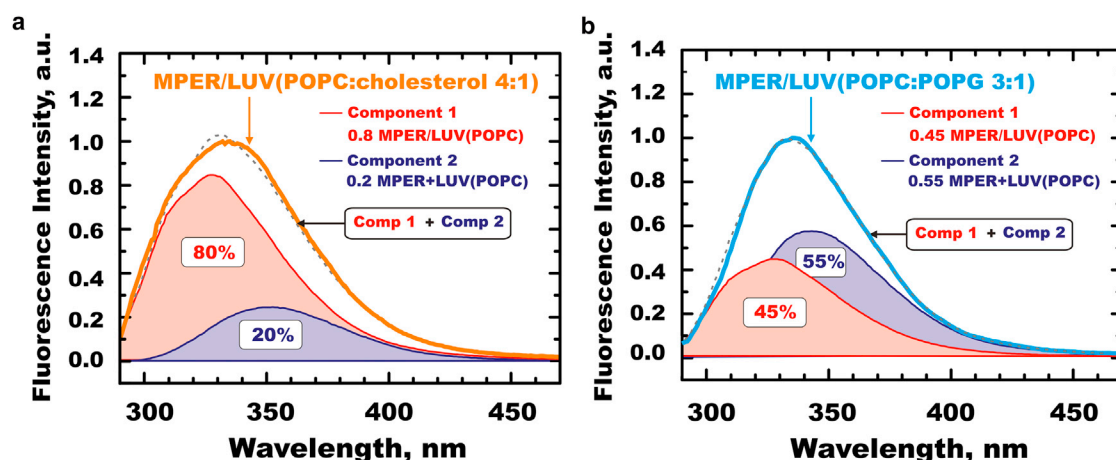 a
MPER/LUV(POPC:cholesterol 4:1)
Component 1
0.8 MPER/LUV(POPC)
Component 2
0.2 MPER+LUV(POPC)
Comp 1 + Comp 2
80%
20%
Fluorescence Intensity, a.u.
1.4
1.2
1.0
0.8
0.6
0.4
0.2
0.0
300
350
400
450
Wavelength, nm
b
MPER/LUV(POPC:POPG 3:1)
Component 1
0.45 MPER/LUV(POPC)
Component 2
0.55 MPER+LUV(POPC)
Comp 1 + Comp 2
55%
45%
Fluorescence Intensity, a.u.
1.4
1.2
1.0
0.8
0.6
0.4
0.2
0.0
300
350
400
450
Wavelength, nm